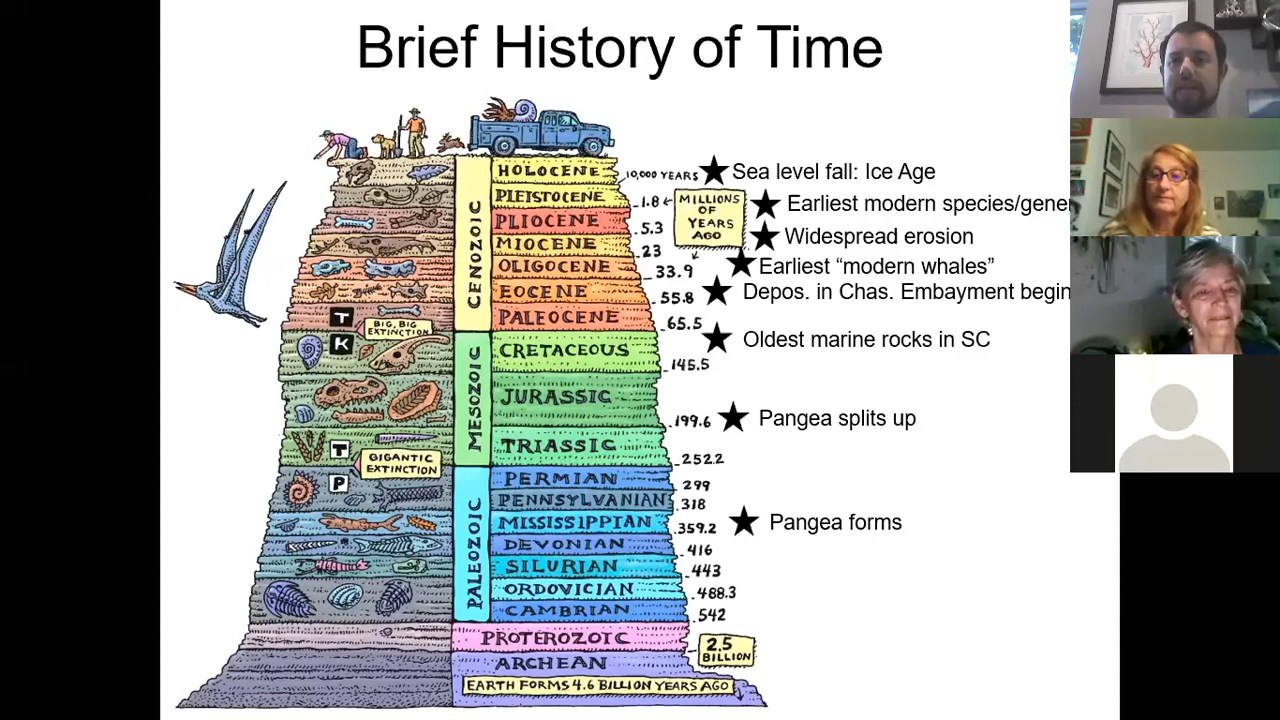 Brief History of Time
HOLOCENE
10,000 YEARS
Sea level fall: Ice Age
PLEISTOCENE
1.8
MILLIONS
OF
YEARS
AGO
Earliest modern species/gener
PLIOCENE
5.3
Widespread erosion
MIOCENE
23
CENOZOIC
OLIGOCENE
33.9
Earliest “modern whales”
EOCENE
55.8
Depos. in Chas. Embayment begin
PALEOCENE
65.5
T
BIG, BIG
EXTINCTION
K
CRETACEOUS
145.5
Oldest marine rocks in SC
MESOZOIC
JURASSIC
199.6
Pangea splits up
TRIASSIC
252.2
T
GIGANTIC
EXTINCTION
P
PERMIAN
299
PENNSYLVANIAN
318
MISSISSIPPIAN
359.2
Pangea forms
PALEOZOIC
DEVONIAN
416
SILURIAN
443
ORDOVICIAN
488.3
CAMBRIAN
542
PROTEROZOIC
2.5
BILLION
ARCHEAN
EARTH FORMS 4.6 BILLION YEARS AGO